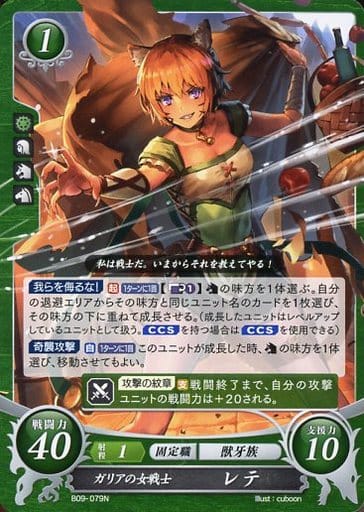 1
私は戦士だ。いまからそれを教えてやる!
我らを侮るな! 起 1ターンに1回 【 1】 の味方を1体選ぶ。自
分の退避エリアからその味方と同じユニット名のカードを1枚選び、
その味方の下に重ねて成長させる。(成長したユニットはレベルアップ
しているユニットとして扱う。CCSを持つ場合はCCSを使用できる)
奇襲攻撃 自 1ターンに1回 このユニットが成長した時、 の味方を1体
選び、移動させてもよい。
攻撃の紋章 支 戦闘終了まで、自分の攻撃
ユニットの戦闘力は+20される。
戦闘力
40
射程 1 固定職 獣牙族
支援力
10
ガリアの女戦士 レテ
B09-079N Illust : cuboon